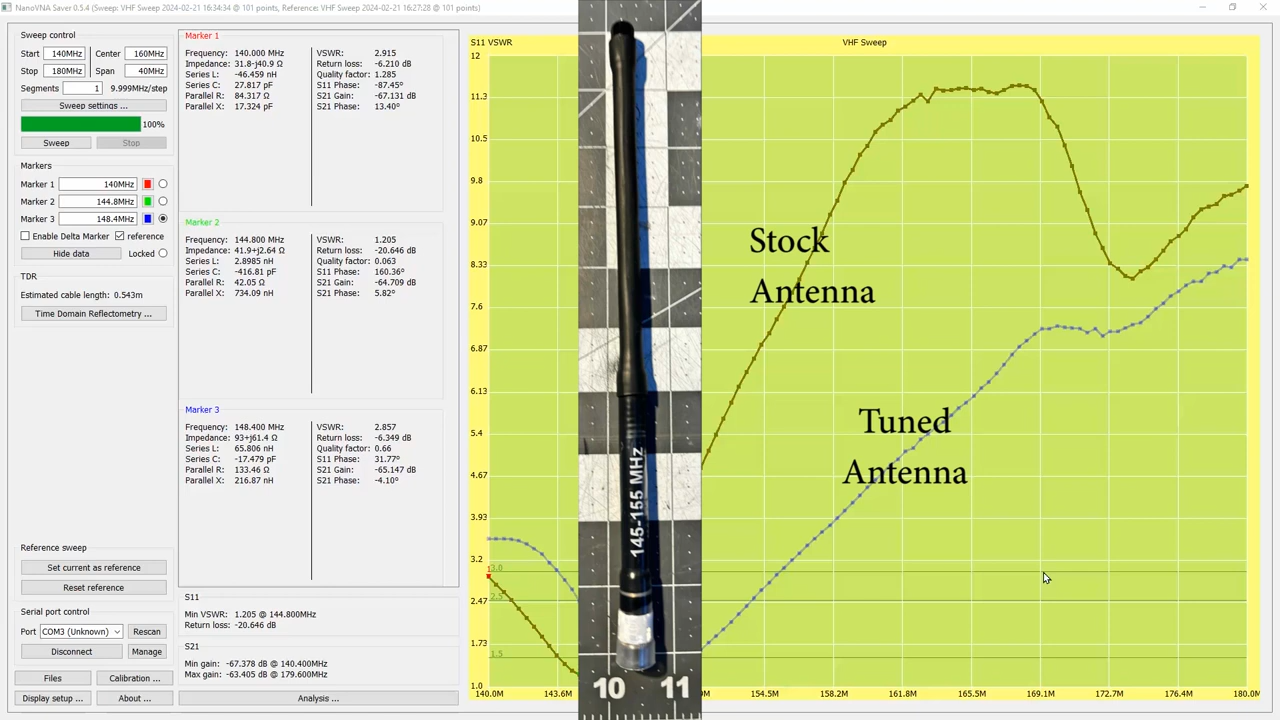 NanoVNA Saver 0.5.4 (Sweep: VHF Sweep 2024-02-21 16:34:34 @ 101 points, Reference: VHF Sweep 2024-02-21 16:27:28 @ 101 points)
Sweep control
Start 140MHz Center 160MHz
Stop 180MHz Span 40MHz
Segments 1 9.999MHz/step
Sweep settings ...
100%
Sweep Stop
Markers
Marker 1 140MHz
Marker 2 144.8MHz
Marker 3 148.4MHz
Enable Delta Marker reference
Hide data Locked
TDR
Estimated cable length: 0.543m
Time Domain Reflectometry ...
Reference sweep
Set current as reference
Reset reference
Serial port control
Port COM3 (Unknown) Rescan
Disconnect Manage
Files Calibration ...
Display setup ... About ...
Marker 1
Frequency: 140.000 MHz VSWR: 2.915
Impedance: 31.8-j40.9 Ω Return loss: -6.210 dB
Series L: -46.459 nH Quality factor: 1.285
Series C: 27.817 pF S11 Phase: -87.45°
Parallel R: 84.317 Ω S21 Gain: -67.131 dB
Parallel X: 17.324 pF S21 Phase: 13.40°
Marker 2
Frequency: 144.800 MHz VSWR: 1.205
Impedance: 41.9+j2.64 Ω Return loss: -20.646 dB
Series L: 2.8985 nH Quality factor: 0.063
Series C: -416.81 pF S11 Phase: 160.36°
Parallel R: 42.05 Ω S21 Gain: -64.709 dB
Parallel X: 734.09 nH S21 Phase: 5.82°
Marker 3
Frequency: 148.400 MHz VSWR: 2.857
Impedance: 93+j61.4 Ω Return loss: -6.349 dB
Series L: 65.806 nH Quality factor: 0.66
Series C: -17.479 pF S11 Phase: 31.77°
Parallel R: 133.46 Ω S21 Gain: -65.147 dB
Parallel X: 216.87 nH S21 Phase: -4.10°
S11
Min VSWR: 1.205 @ 144.800MHz
Return loss: -20.646 dB
S21
Min gain: -67.378 dB @ 140.400MHz
Max gain: -63.405 dB @ 179.600MHz
Analysis ...
S11 VSWR VHF Sweep
12
11.3
10.5
9.8
9.07
8.33
7.6
6.87
6.13
5.4
4.67
3.93
3.2
3.0
2.5
2.47
1.73
1.5
1.0
1
140.0M 143.6M 154.5M 158.2M 161.8M 165.5M 169.1M 172.7M 176.4M 180.0M
Stock
Antenna
Tuned
Antenna
145-155 MHz
10 11